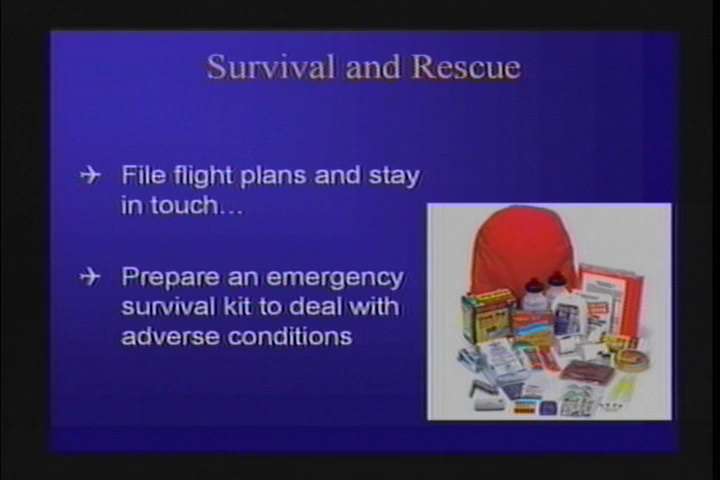 Survival and Rescue
File flight plans and stay
in touch...
Prepare an emergency
survival kit to deal with
adverse conditions